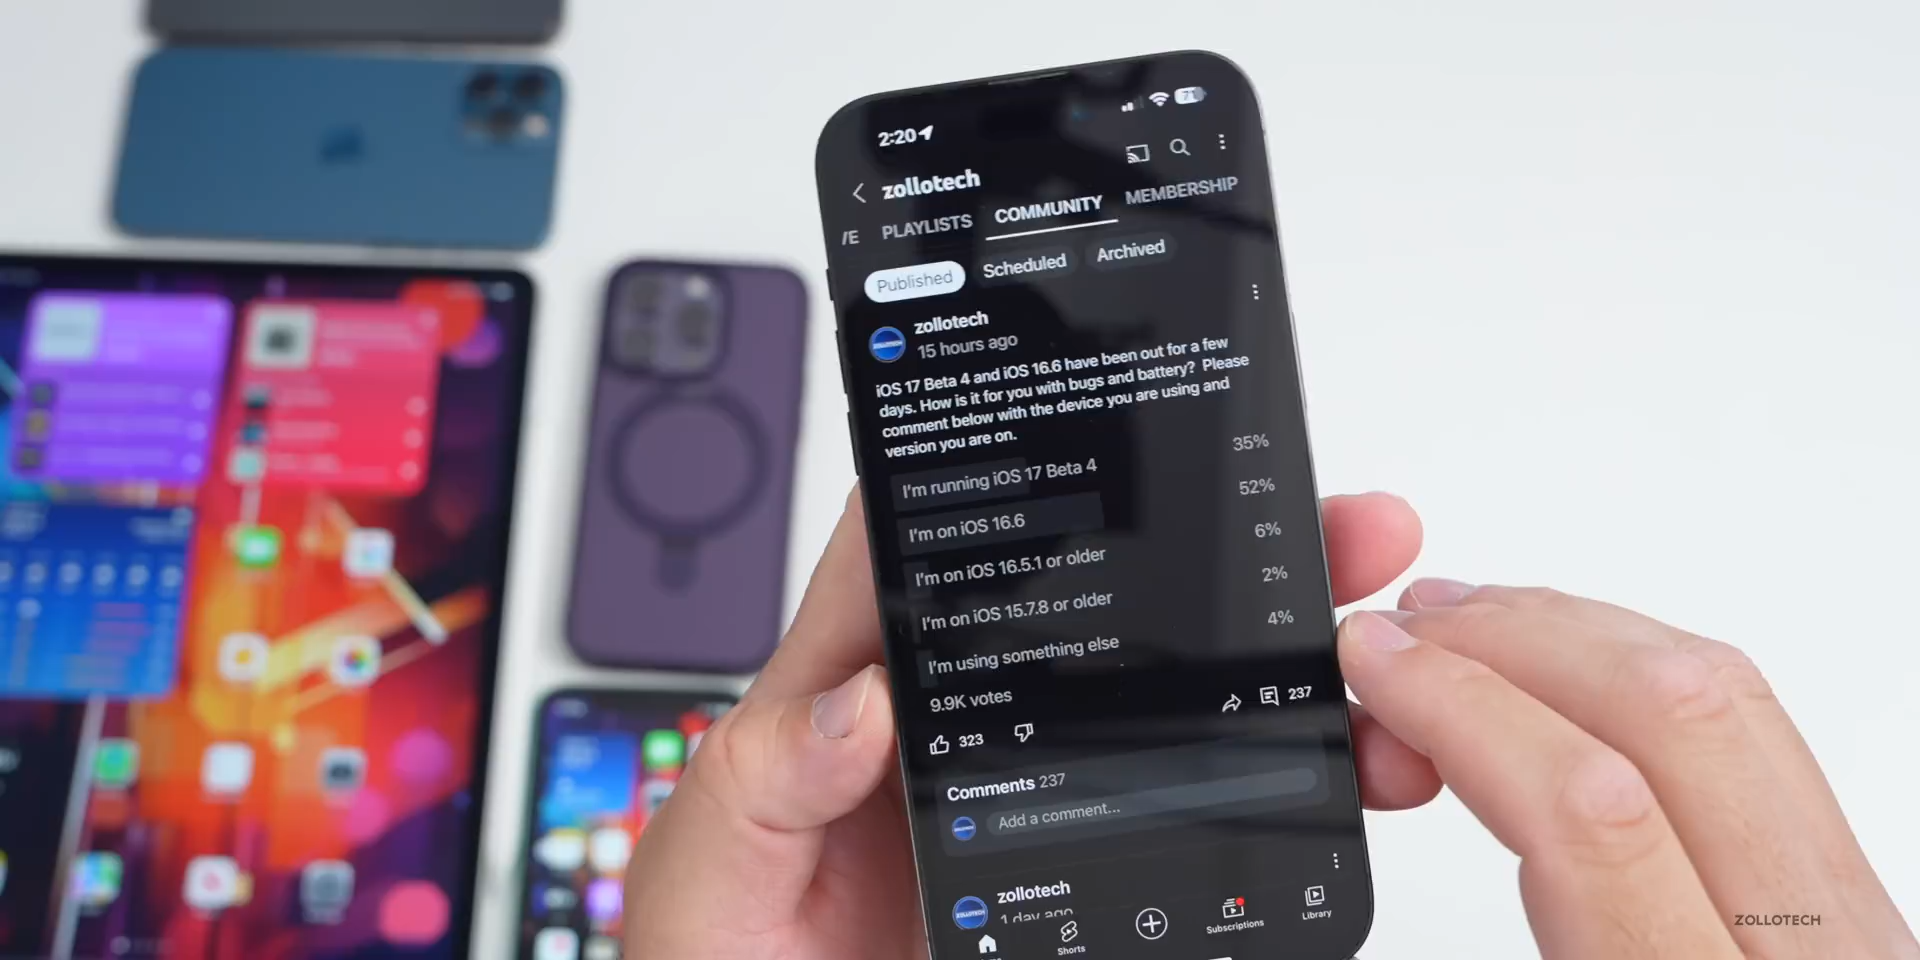 2:20
71
zollotech
/E PLAYLISTS COMMUNITY MEMBERSHIP
Published Scheduled Archived
zollotech
15 hours ago
iOS 17 Beta 4 and iOS 16.6 have been out for a few
days. How is it for you with bugs and battery? Please
comment below with the device you are using and
version you are on.
I'm running iOS 17 Beta 4 35%
I'm on iOS 16.6 52%
I'm on iOS 16.5.1 or older 6%
I'm on iOS 15.7.8 or older 2%
I'm using something else 4%
9.9K votes
323 237
Comments 237
Add a comment...
zollotech
1 day ago
Shorts Subscriptions Library
ZOLLOTECH